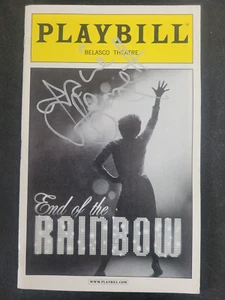 PLAYBILL
BELASCO THEATRE
End of the
RAINBOW
WWW.PLAYBILL.COM